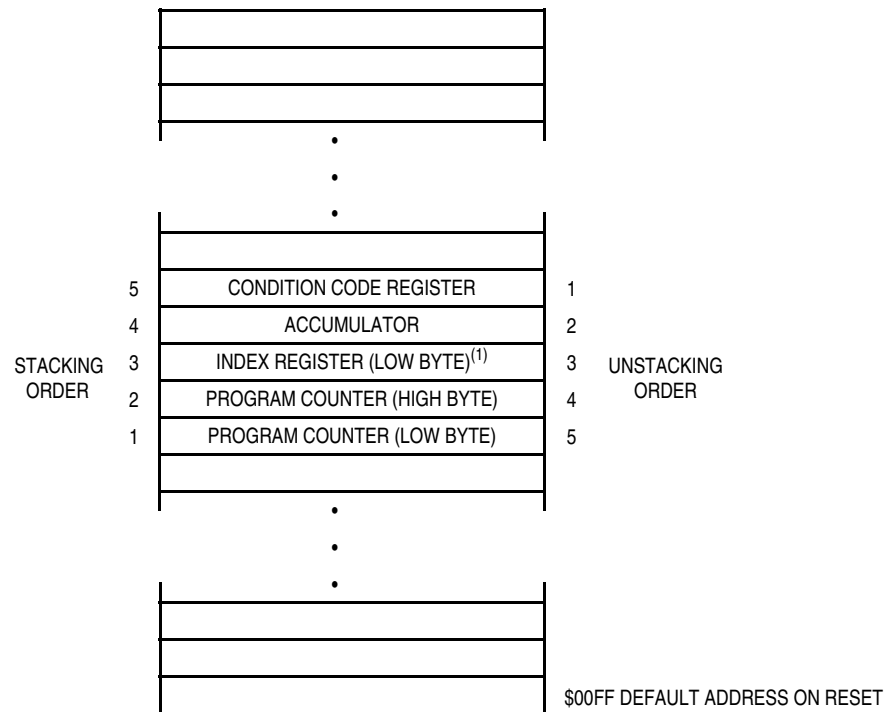 5 CONDITION CODE REGISTER 1
4 ACCUMULATOR 2
STACKING ORDER
3 INDEX REGISTER (LOW BYTE)(1) 3
UNSTACKING ORDER
2 PROGRAM COUNTER (HIGH BYTE) 4
1 PROGRAM COUNTER (LOW BYTE) 5
$00FF DEFAULT ADDRESS ON RESET